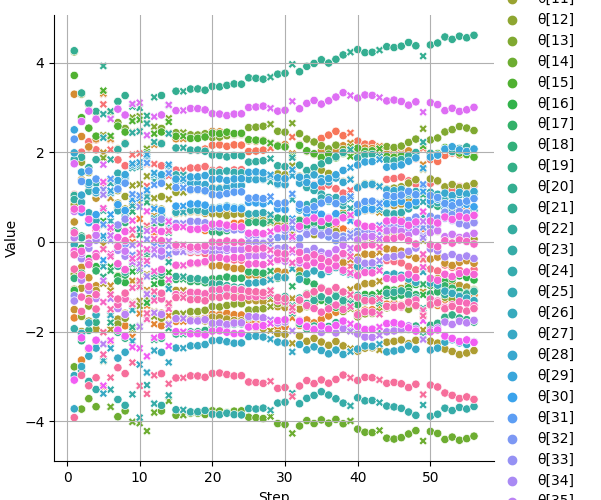 θ[11]
θ[12]
θ[13]
θ[14]
θ[15]
θ[16]
θ[17]
θ[18]
θ[19]
θ[20]
θ[21]
θ[22]
θ[23]
θ[24]
θ[25]
θ[26]
θ[27]
θ[28]
θ[29]
θ[30]
θ[31]
θ[32]
θ[33]
θ[34]
θ[35]
Value
4
2
0
−2
−4
0 10 20 30 40 50
Step